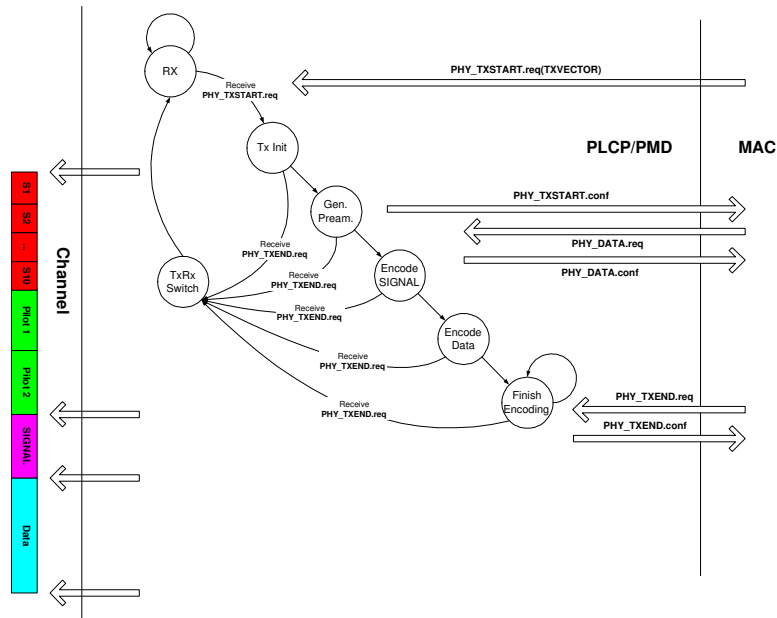 RX
Receive
PHY_TXSTART.req
PHY_TXSTART.req(TXVECTOR)
Tx Init
PLCP/PMD
MAC
Gen.
Pream.
PHY_TXSTART.conf
PHY_DATA.req
PHY_DATA.conf
Receive
PHY_TXEND.req
Receive
PHY_TXEND.req
Encode
SIGNAL
TxRx
Switch
Receive
PHY_TXEND.req
Encode
Data
Receive
PHY_TXEND.req
Finish
Encoding
Receive
PHY_TXEND.req
PHY_TXEND.req
PHY_TXEND.conf
Channel
S1
S2
...
S10
Pilot 1
Pilot 2
SIGNAL
Data